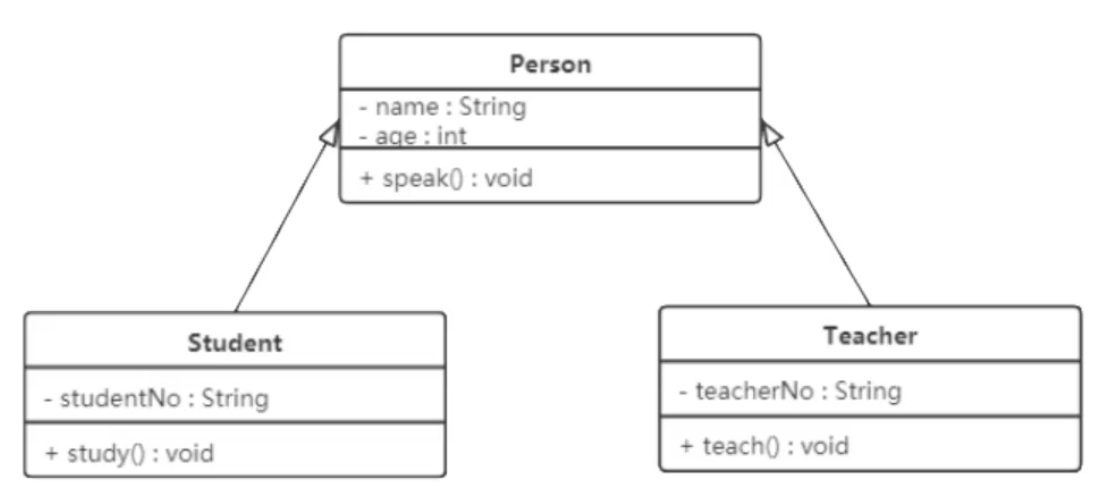 Person
- name : String
- age : int
+ speak() : void
Student
- studentNo : String
+ study() : void
Teacher
- teacherNo : String
+ teach() : void